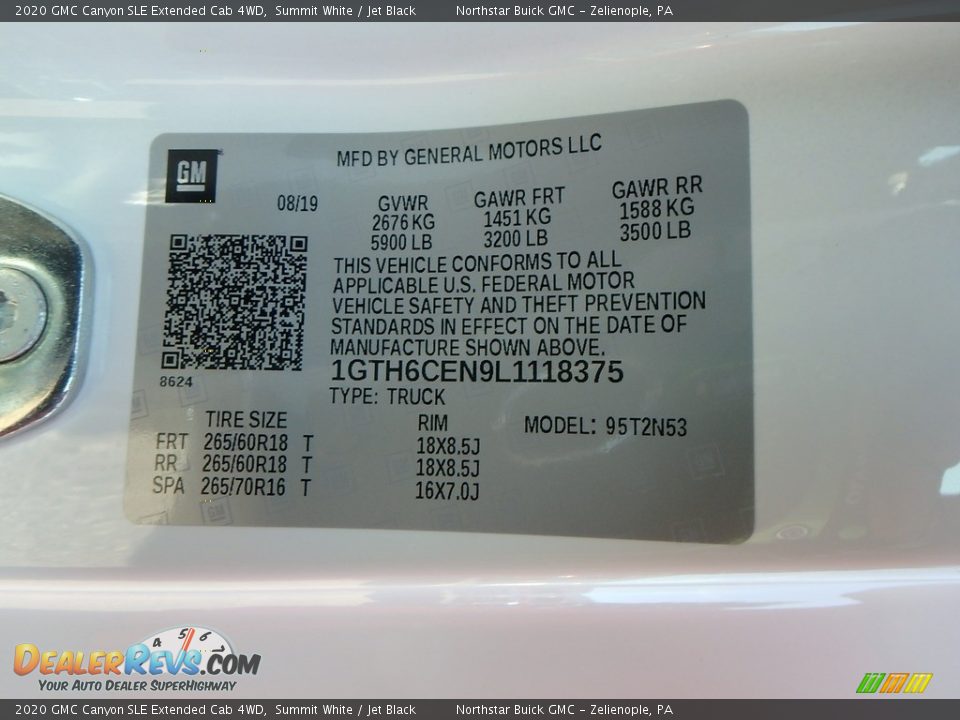 2020 GMC Canyon SLE Extended Cab 4WD, Summit White / Jet Black Northstar Buick GMC - Zelienople, PA
GM MFD BY GENERAL MOTORS LLC
08/19 GVWR GAWR FRT GAWR RR
2676 KG 1451 KG 1588 KG
5900 LB 3200 LB 3500 LB
THIS VEHICLE CONFORMS TO ALL
APPLICABLE U.S. FEDERAL MOTOR
VEHICLE SAFETY AND THEFT PREVENTION
STANDARDS IN EFFECT ON THE DATE OF
MANUFACTURE SHOWN ABOVE.
8624 1GTH6CEN9L1118375
TYPE: TRUCK
TIRE SIZE RIM MODEL: 95T2N53
FRT 265/60R18 T 18X8.5J
RR 265/60R18 T 18X8.5J
SPA 265/70R16 T 16X7.0J
4 5 6
DEALERREVS.COM
YOUR AUTO DEALER SUPERHIGHWAY
2020 GMC Canyon SLE Extended Cab 4WD, Summit White / Jet Black Northstar Buick GMC - Zelienople, PA